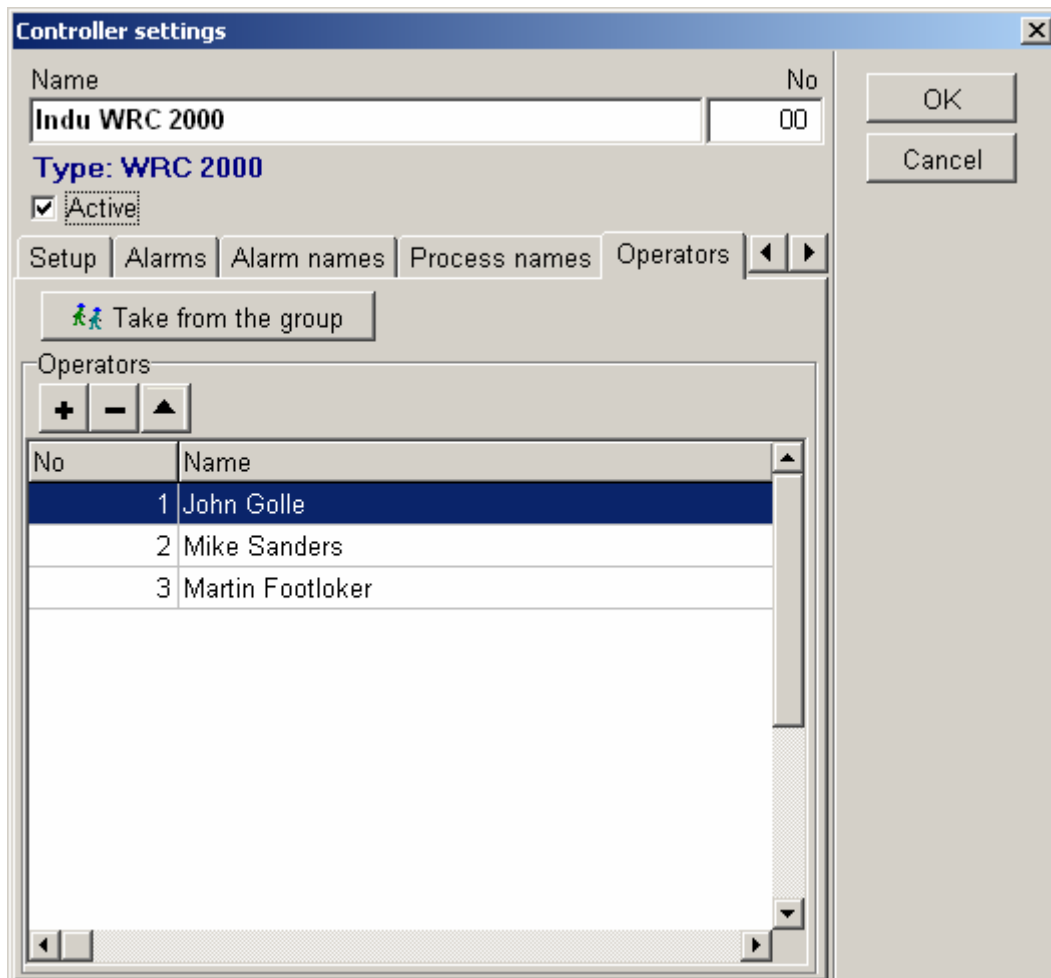 Controller settings
Name No
Indu WRC 2000 00
OK
Type: WRC 2000
Cancel
Active
Setup Alarms Alarm names Process names Operators
Take from the group
Operators
No Name
1 John Golle
2 Mike Sanders
3 Martin Footloker